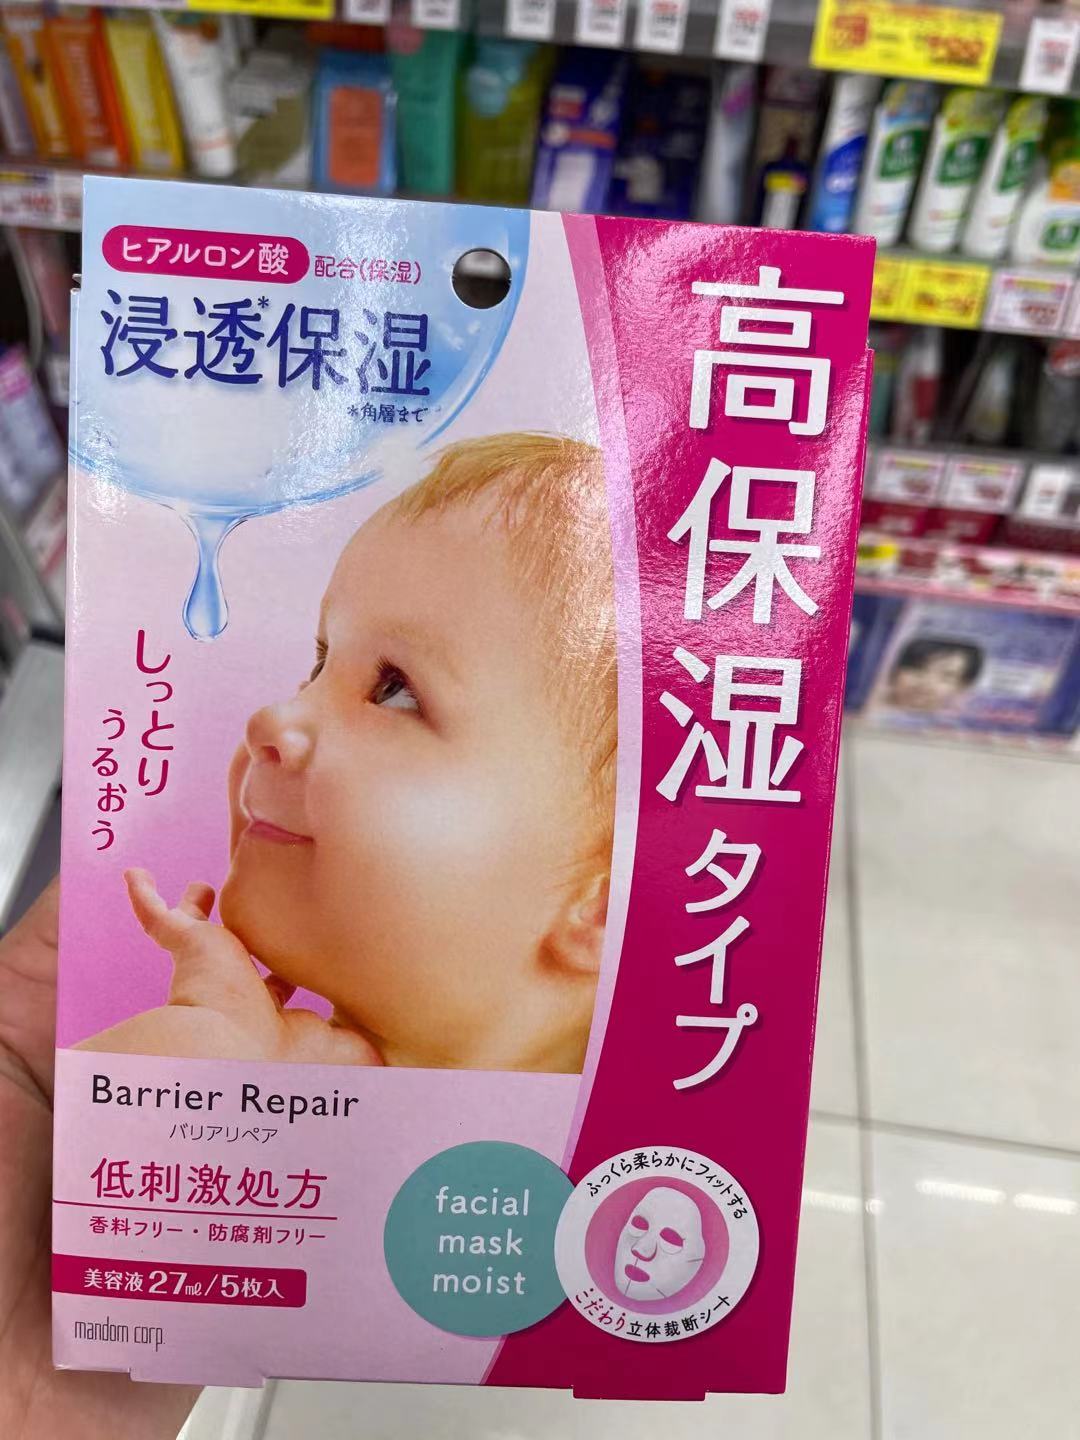 ヒアルロン酸
配合(保湿)
浸透*保湿
*角層まで
高保湿タイプ
しっとり
うるおう
Barrier Repair
バリアリペア
低刺激処方
香料フリー・防腐剤フリー
美容液27㎖/5枚入
mandom corp.
facial
mask
moist
ふっくら柔らかにフィットする
こだわり立体裁断シート